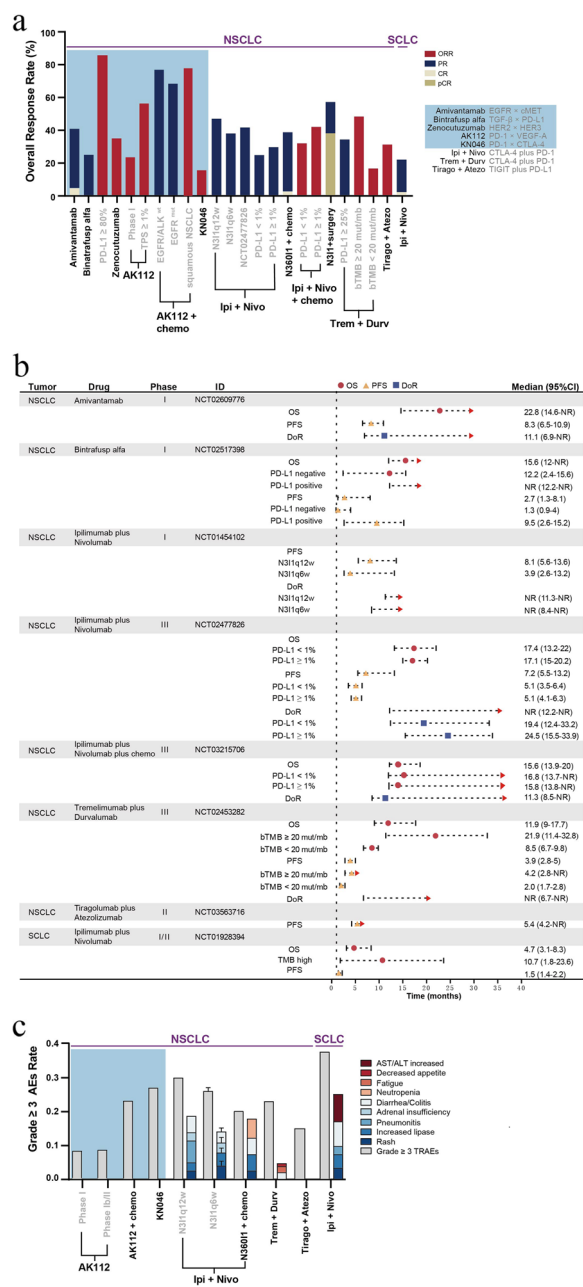 a
NSCLC
SCLC
Overall Response Rate (%)
100
80
60
40
20
0
ORR
PR
CR
pCR
Amivantamab EGFR × cMET
Bintrafusp alfa TGF-β × PD-L1
Zenocutuzumab HER2 × HER3
AK112 PD-1 × VEGF-A
KN046 PD-1 × CTLA-4
Ipi + Nivo CTLA-4 plus PD-1
Trem + Durv CTLA-4 plus PD-1
Tirago + Atezo TIGIT plus PD-L1
Amivantamab
Binatrafusp alfa
PD-L1 ≥ 80%
Zenocutuzumab
Phase I
TPS ≥ 1%
EGFR/ALK wt
EGFR mut
squamous NSCLC
KN046
N3I1q12w
N3I1q6w
NCT02477826
PD-L1 < 1%
PD-L1 ≥ 1%
N360I1 + chemo
PD-L1 < 1%
PD-L1 ≥ 1%
N3I1+surgery
PD-L1 ≥ 25%
bTMB ≥ 20 mut/mb
bTMB < 20 mut/mb
Tirago + Atezo
Ipi + Nivo
AK112
AK112 + chemo
Ipi + Nivo
Ipi + Nivo + chemo
Trem + Durv
b
Tumor Drug Phase ID OS PFS DoR Median (95%CI)
NSCLC Amivantamab I NCT02609776
OS 22.8 (14.6-NR)
PFS 8.3 (6.5-10.9)
DoR 11.1 (6.9-NR)
NSCLC Bintrafusp alfa I NCT02517398
OS 15.6 (12-NR)
PD-L1 negative 12.2 (2.4-15.6)
PD-L1 positive NR (12.2-NR)
PFS 2.7 (1.3-8.1)
PD-L1 negative 1.3 (0.9-4)
PD-L1 positive 9.5 (2.6-15.2)
NSCLC Ipilimumab plus Nivolumab I NCT01454102
PFS
N3I1q12w 8.1 (5.6-13.6)
N3I1q6w 3.9 (2.6-13.2)
DoR
N3I1q12w NR (11.3-NR)
N3I1q6w NR (8.4-NR)
NSCLC Ipilimumab plus Nivolumab III NCT02477826
OS
PD-L1 < 1% 17.4 (13.2-22)
PD-L1 ≥ 1% 17.1 (15-20.2)
PFS 7.2 (5.5-13.2)
PD-L1 < 1% 5.1 (3.5-6.4)
PD-L1 ≥ 1% 5.1 (4.1-6.3)
DoR NR (12.2-NR)
PD-L1 < 1% 19.4 (12.4-33.2)
PD-L1 ≥ 1% 24.5 (15.5-33.9)
NSCLC Ipilimumab plus Nivolumab plus chemo III NCT03215706
OS 15.6 (13.9-20)
PD-L1 < 1% 16.8 (13.7-NR)
PD-L1 ≥ 1% 15.8 (13.8-NR)
DoR 11.3 (8.5-NR)
NSCLC Tremelimumab plus Durvalumab III NCT02453282
OS 11.9 (9-17.7)
bTMB ≥ 20 mut/mb 21.9 (11.4-32.8)
bTMB < 20 mut/mb 8.5 (6.7-9.8)
PFS 3.9 (2.8-5)
bTMB ≥ 20 mut/mb 4.2 (2.8-NR)
bTMB < 20 mut/mb 2.0 (1.7-2.8)
DoR NR (6.7-NR)
NSCLC Tiragolumab plus Atezolizumab II NCT03563716
PFS 5.4 (4.2-NR)
SCLC Ipilimumab plus Nivolumab I/II NCT01928394
OS 4.7 (3.1-8.3)
TMB high 10.7 (1.8-23.6)
PFS 1.5 (1.4-2.2)
0 5 10 15 20 25 30 35 40
Time (months)
c
NSCLC
SCLC
Grade ≥ 3 AEs Rate
0.4
0.3
0.2
0.1
0.0
AST/ALT increased
Decreased appetite
Fatigue
Neutropenia
Diarrhea/Colitis
Adrenal insufficiency
Pneumonitis
Increased lipase
Rash
Grade ≥ 3 TRAEs
Phase I
Phase Ib/II
AK112 + chemo
KN046
N3I1q12w
N3I1q6w
N360I1 + chemo
Trem + Durv
Tirago + Atezo
Ipi + Nivo
AK112
Ipi + Nivo